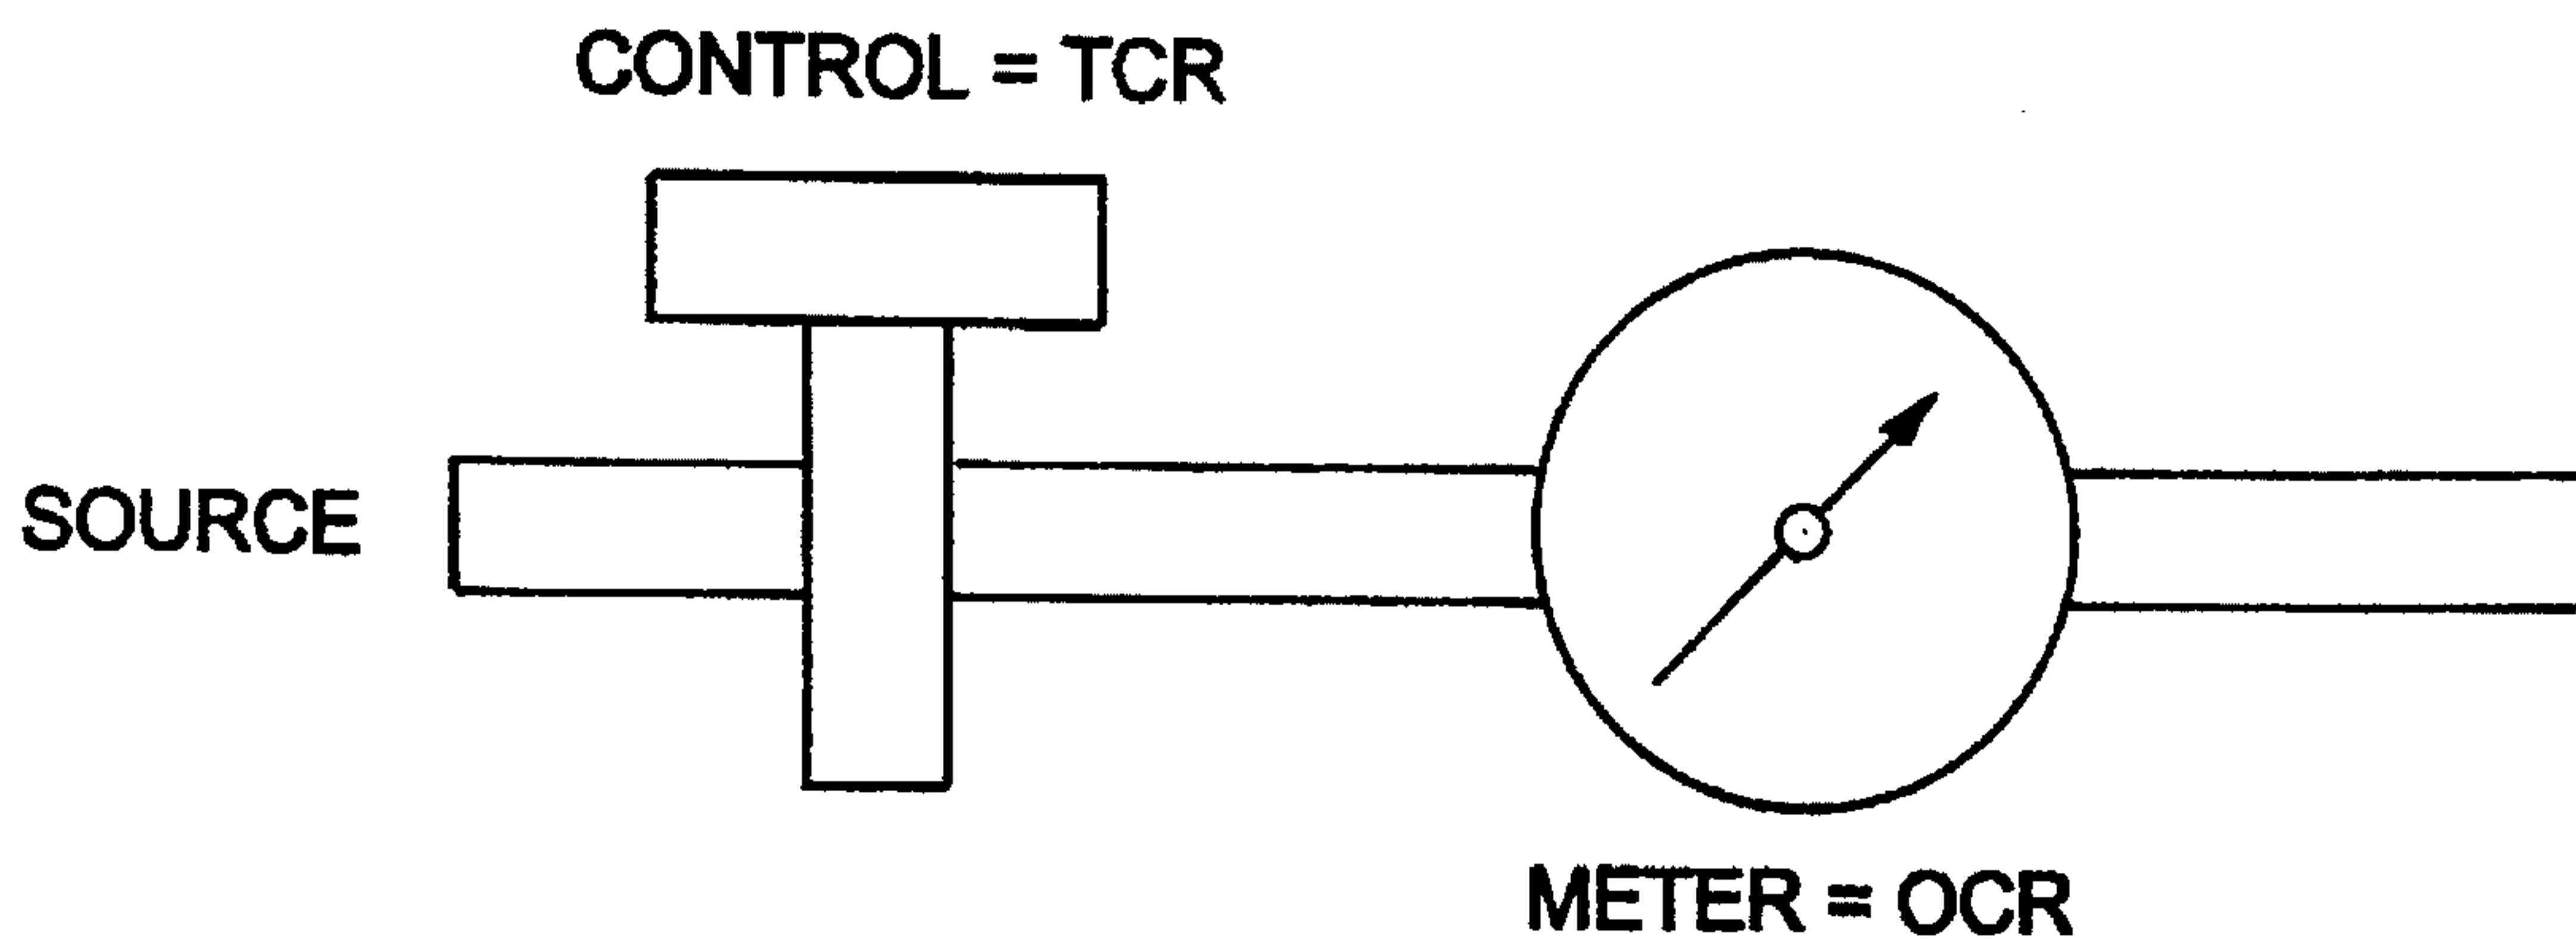 CONTROL = TCR
SOURCE
METER = OCR